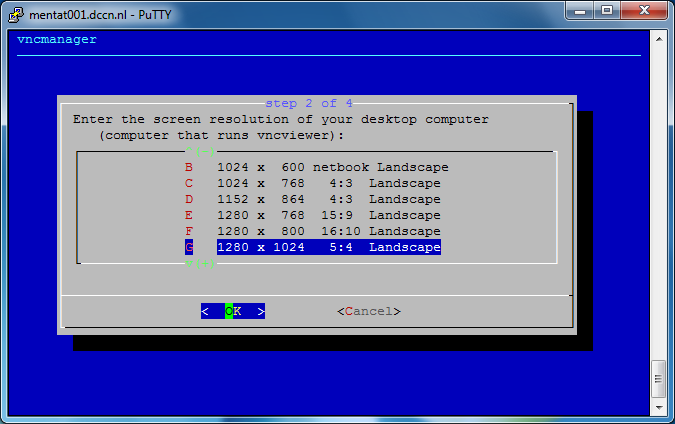 mentat001.dccn.nl - PuTTY
vncmanager
step 2 of 4
Enter the screen resolution of your desktop computer
(computer that runs vncviewer):
^(-)
B 1024 x 600 netbook Landscape
C 1024 x 768 4:3 Landscape
D 1152 x 864 4:3 Landscape
E 1280 x 768 15:9 Landscape
F 1280 x 800 16:10 Landscape
G 1280 x 1024 5:4 Landscape
v(+)
< OK > <Cancel>